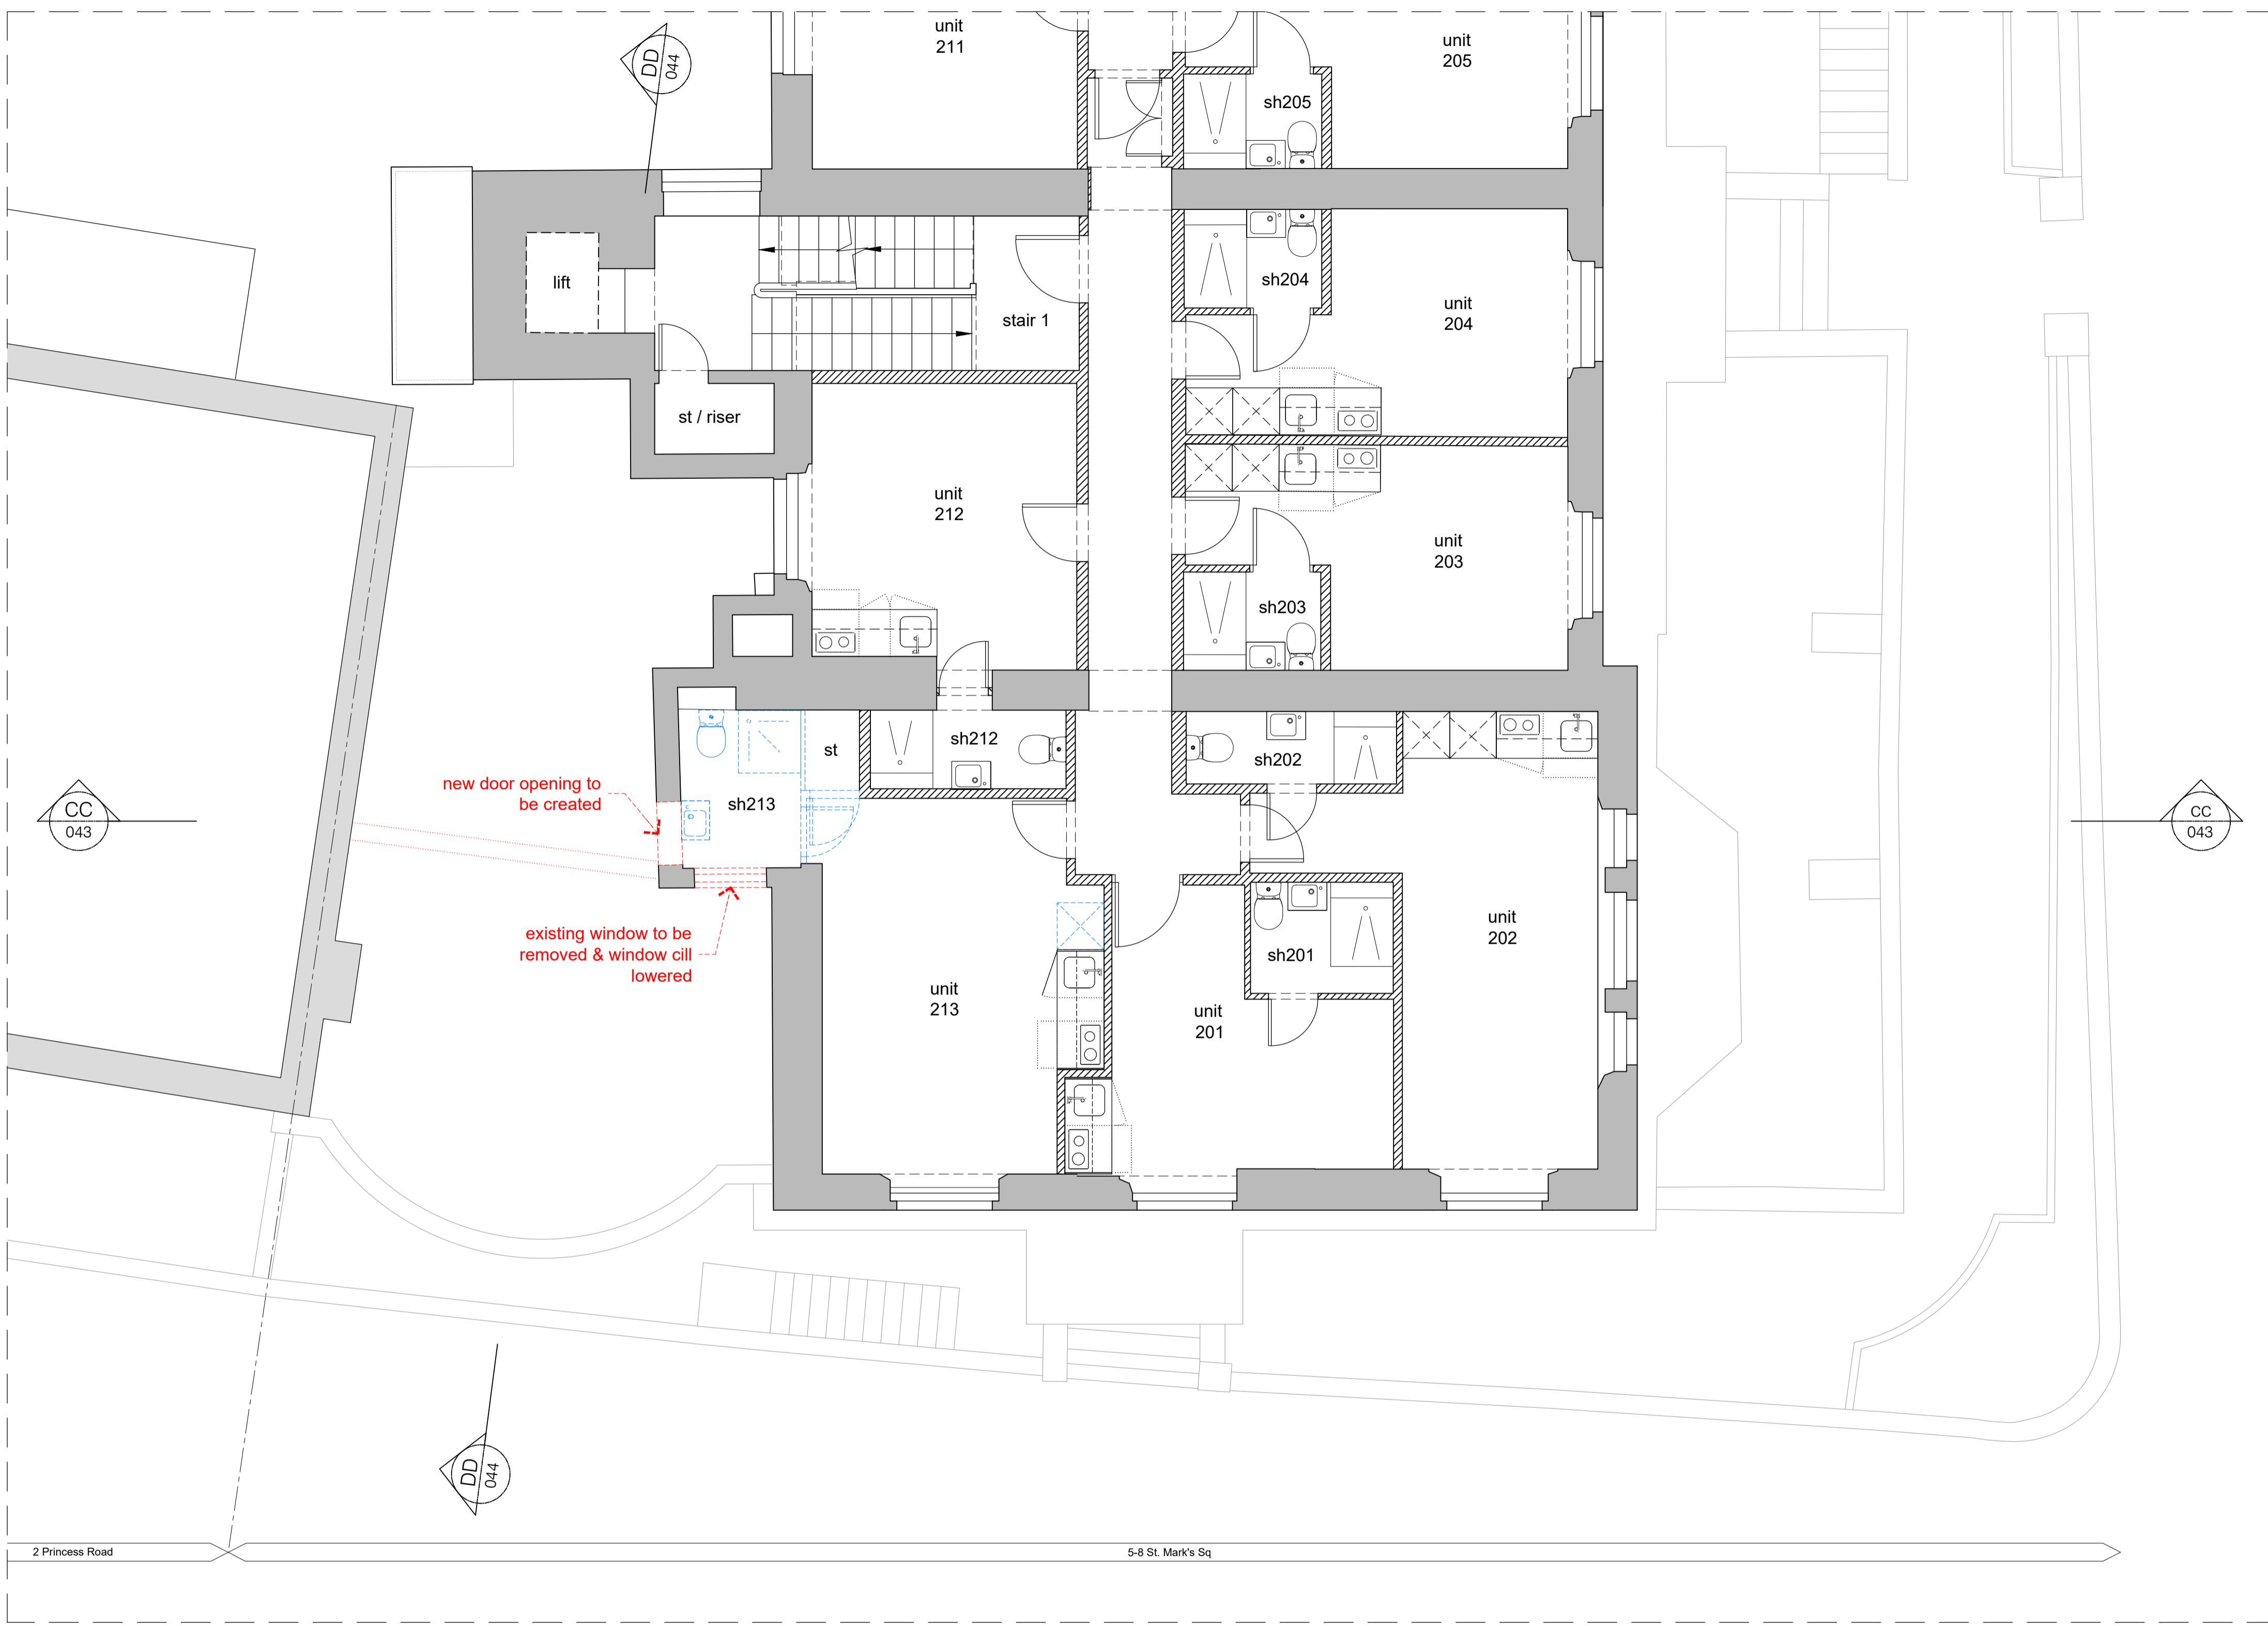 unit
211
unit
205
DD
044
sh205
lift
stair 1
sh204
unit
204
st / riser
unit
212
unit
203
sh203
st
sh212
sh202
new door opening to
be created
sh213
CC
043
CC
043
existing window to be
removed & window cill
lowered
unit
213
unit
201
sh201
unit
202
DD
044
2 Princess Road
5-8 St. Mark's Sq